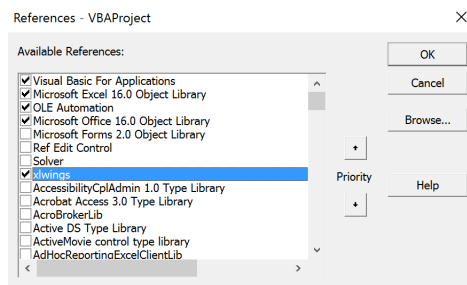 References - VBAProject
Available References:
Visual Basic For Applications
Microsoft Excel 16.0 Object Library
OLE Automation
Microsoft Office 16.0 Object Library
Microsoft Forms 2.0 Object Library
Ref Edit Control
Solver
xlwings
AccessibilityCplAdmin 1.0 Type Library
Acrobat Access 3.0 Type Library
AcroBrokerLib
Active DS Type Library
ActiveMovie control type library
AdHocReportingExcelClientLib
Priority
OK
Cancel
Browse...
Help